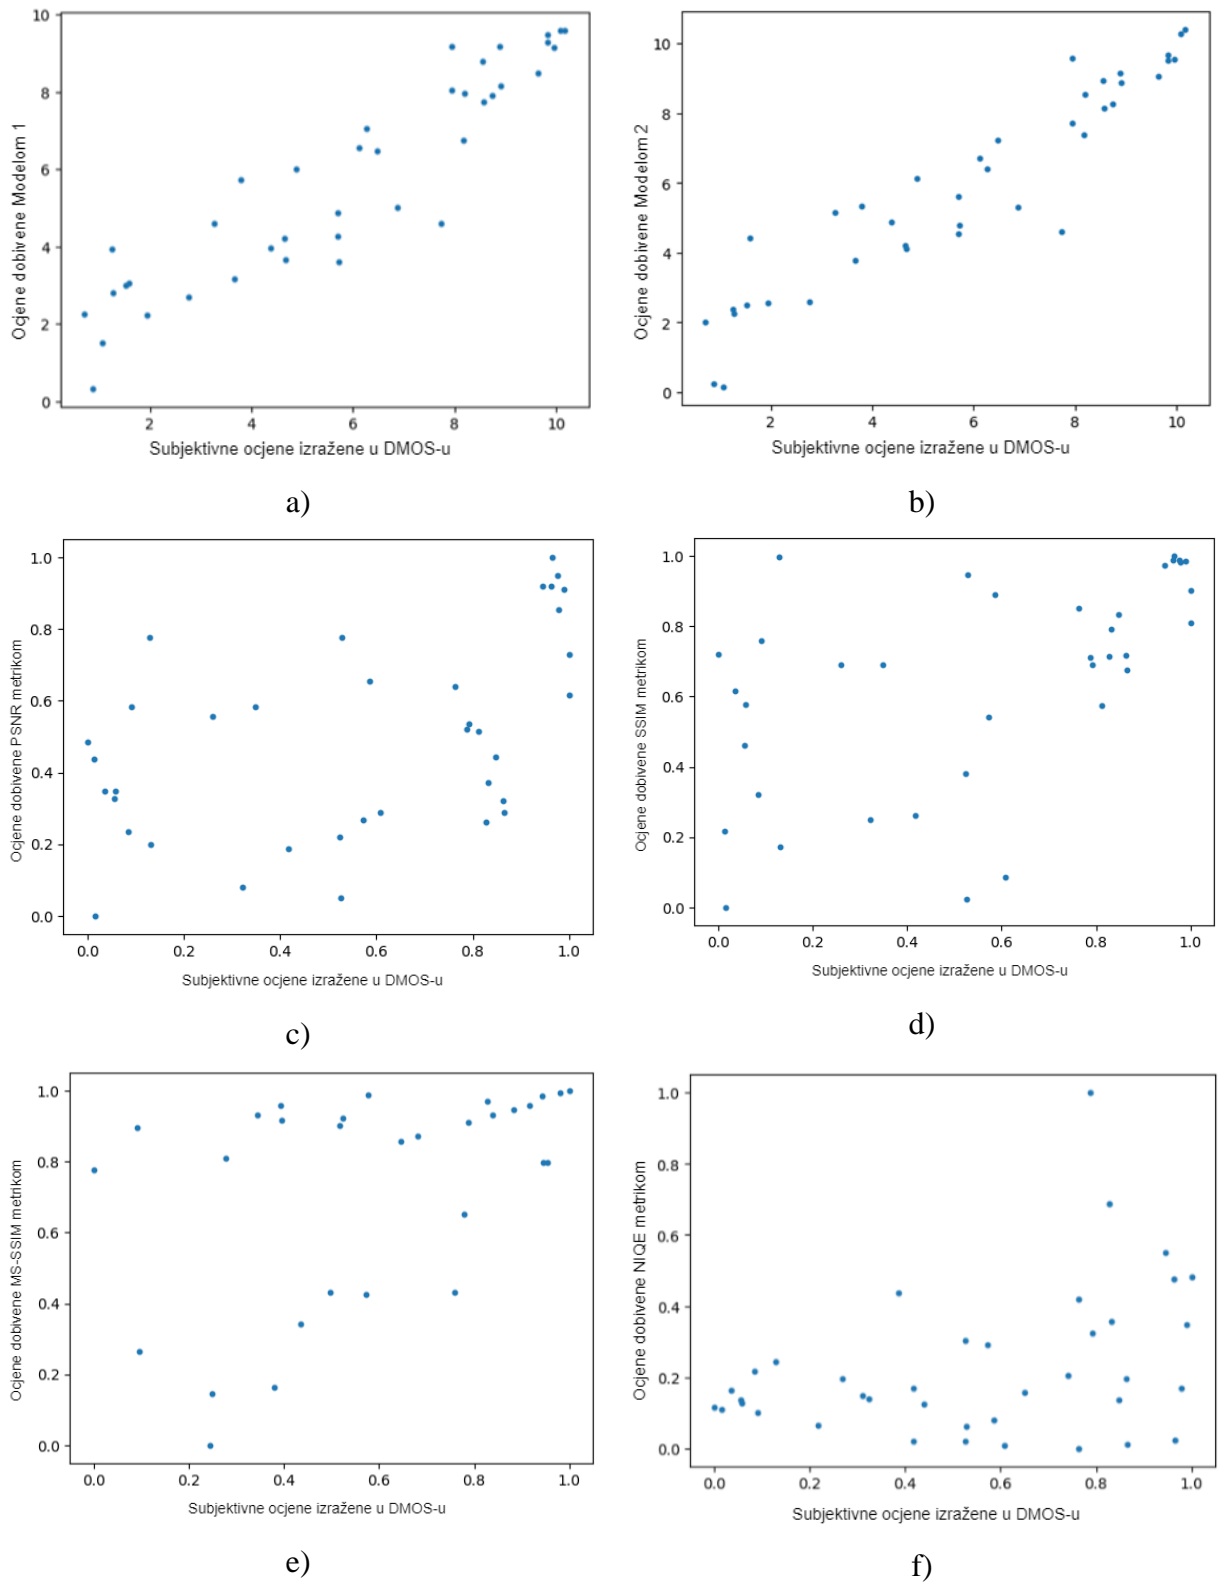 10
8
6
4
2
0
Ocjene dobivene Modelom 1
2 4 6 8 10
Subjektivne ocjene izražene u DMOS-u
a)
10
8
6
4
2
0
Ocjene dobivene Modelom 2
2 4 6 8 10
Subjektivne ocjene izražene u DMOS-u
b)
1.0
0.8
0.6
0.4
0.2
0.0
Ocjene dobivene PSNR metrikom
0.0 0.2 0.4 0.6 0.8 1.0
Subjektivne ocjene izražene u DMOS-u
c)
1.0
0.8
0.6
0.4
0.2
0.0
Ocjene dobivene SSIM metrikom
0.0 0.2 0.4 0.6 0.8 1.0
Subjektivne ocjene izražene u DMOS-u
d)
1.0
0.8
0.6
0.4
0.2
0.0
Ocjene dobivene MS-SSIM metrikom
0.0 0.2 0.4 0.6 0.8 1.0
Subjektivne ocjene izražene u DMOS-u
e)
1.0
0.8
0.6
0.4
0.2
0.0
Ocjene dobivene NIQE metrikom
0.0 0.2 0.4 0.6 0.8 1.0
Subjektivne ocjene izražene u DMOS-u
f)